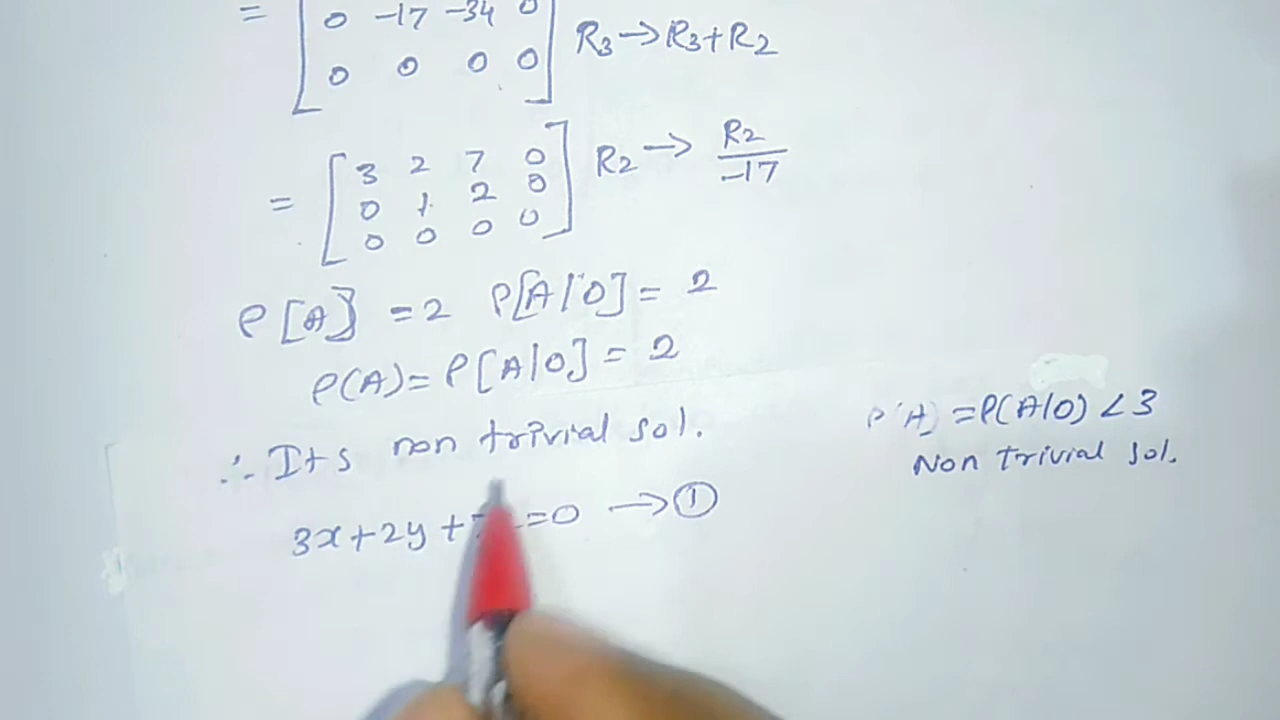 = 0 -17 -34 0 R3→R3+R2
0 0 0 0
= [3 2 7 0 R2→ R2/-17
0 1 2 0
0 0 0 0]
ρ[A] = 2 ρ[A|0] = 2
ρ(A) = ρ[A|0] = 2
∴ Its non trivial sol.
3x+2y+ =0 →①
ρ(A) = ρ(A|0) < 3
Non trivial sol.